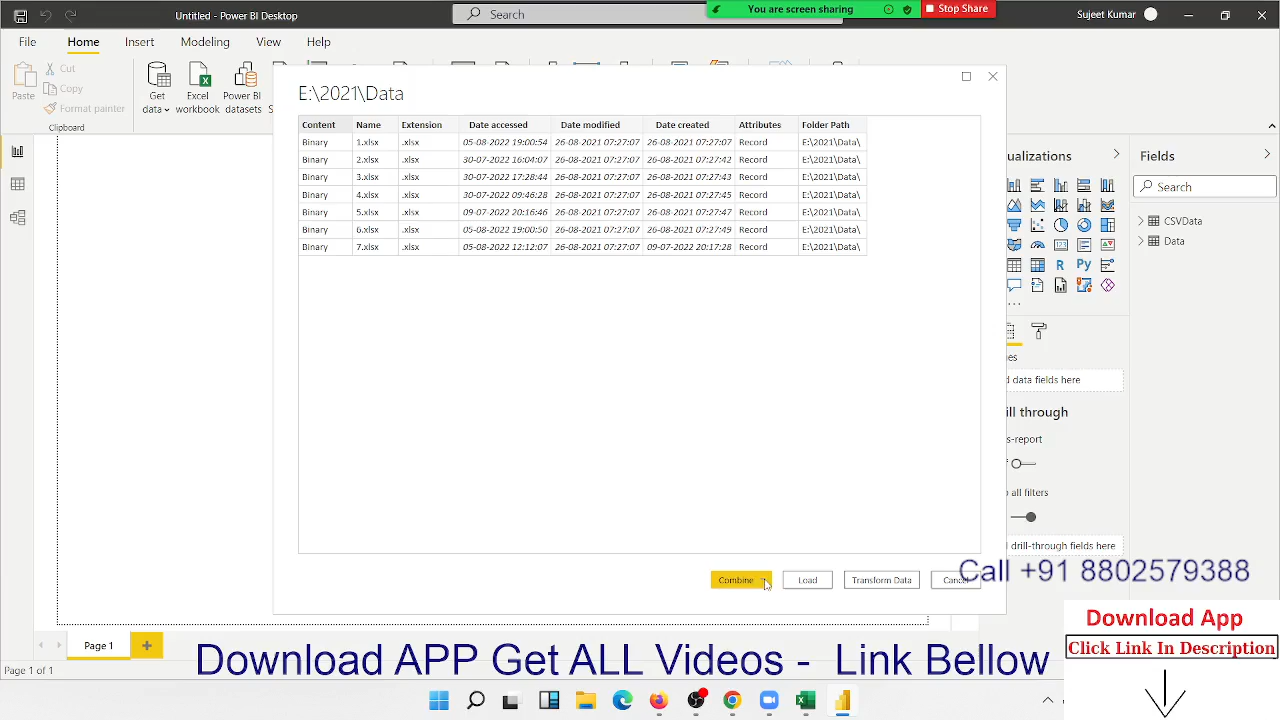 Untitled - Power BI Desktop
Search
You are screen sharing
Stop Share
Sujeet Kumar
File
Home
Insert
Modeling
View
Help
Paste
Cut
Copy
Format painter
Clipboard
Get
data
Excel
workbook
Power BI
datasets
E:\2021\Data
Content Name Extension Date accessed Date modified Date created Attributes Folder Path
Binary 1.xlsx .xlsx 05-08-2022 19:00:54 26-08-2021 07:27:07 26-08-2021 07:27:07 Record E:\2021\Data\
Binary 2.xlsx .xlsx 30-07-2022 16:04:07 26-08-2021 07:27:07 26-08-2021 07:27:42 Record E:\2021\Data\
Binary 3.xlsx .xlsx 30-07-2022 17:28:44 26-08-2021 07:27:07 26-08-2021 07:27:43 Record E:\2021\Data\
Binary 4.xlsx .xlsx 30-07-2022 09:46:28 26-08-2021 07:27:07 26-08-2021 07:27:45 Record E:\2021\Data\
Binary 5.xlsx .xlsx 09-07-2022 20:16:46 26-08-2021 07:27:07 26-08-2021 07:27:47 Record E:\2021\Data\
Binary 6.xlsx .xlsx 05-08-2022 19:00:50 26-08-2021 07:27:07 26-08-2021 07:27:49 Record E:\2021\Data\
Binary 7.xlsx .xlsx 05-08-2022 12:12:07 26-08-2021 07:27:07 09-07-2022 20:17:28 Record E:\2021\Data\
Combine
Load
Transform Data
Cancel
ualizations
Fields
Search
CSVData
Data
R
Py
123
...
ues
d data fields here
ill through
s-report
p all filters
d drill-through fields here
Call +91 8802579388
Download App
Click Link In Description
Page 1
Page 1 of 1
Download APP Get ALL Videos - Link Bellow